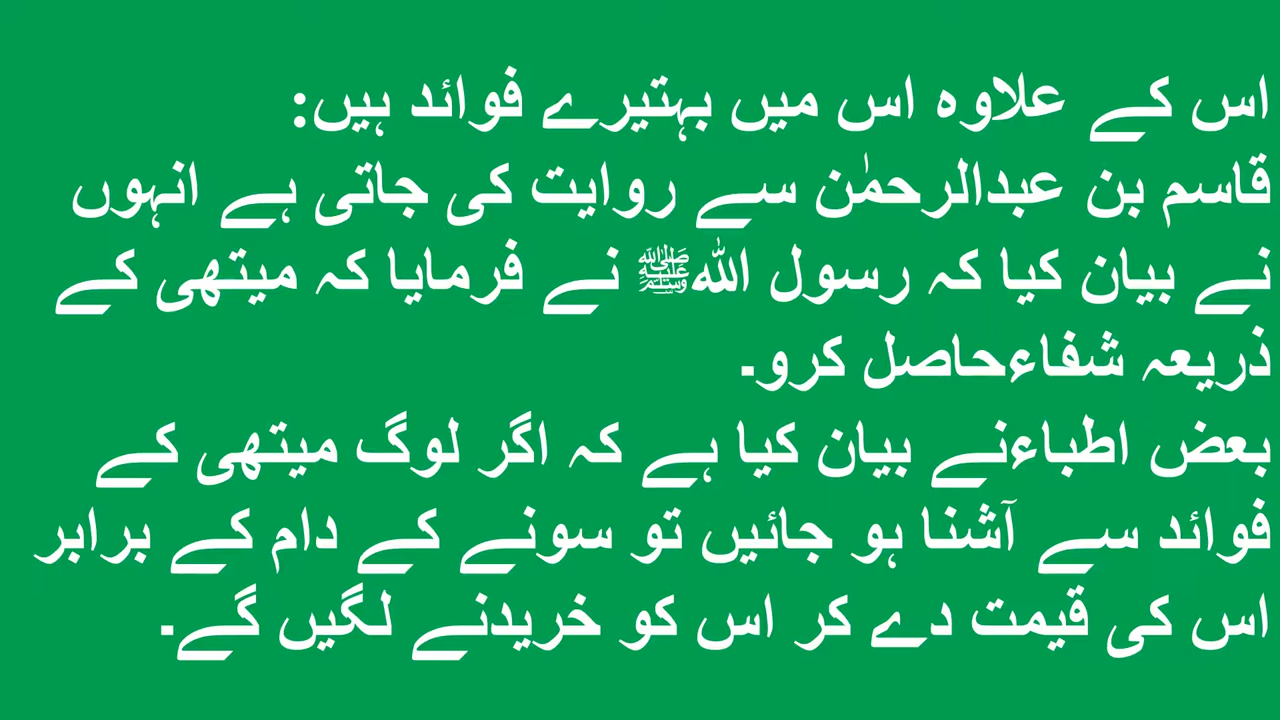 اس کے علاوہ اس میں بہتیرے فوائد ہیں:
قاسم بن عبدالرحمٰن سے روایت کی جاتی ہے انہوں
نے بیان کیا کہ رسول اللہﷺ نے فرمایا کہ میتھی کے
ذریعہ شفاءحاصل کرو۔
بعض اطباءنے بیان کیا ہے کہ اگر لوگ میتھی کے
فوائد سے آشنا ہو جائیں تو سونے کے دام کے برابر
اس کی قیمت دے کر اس کو خریدنے لگیں گے۔